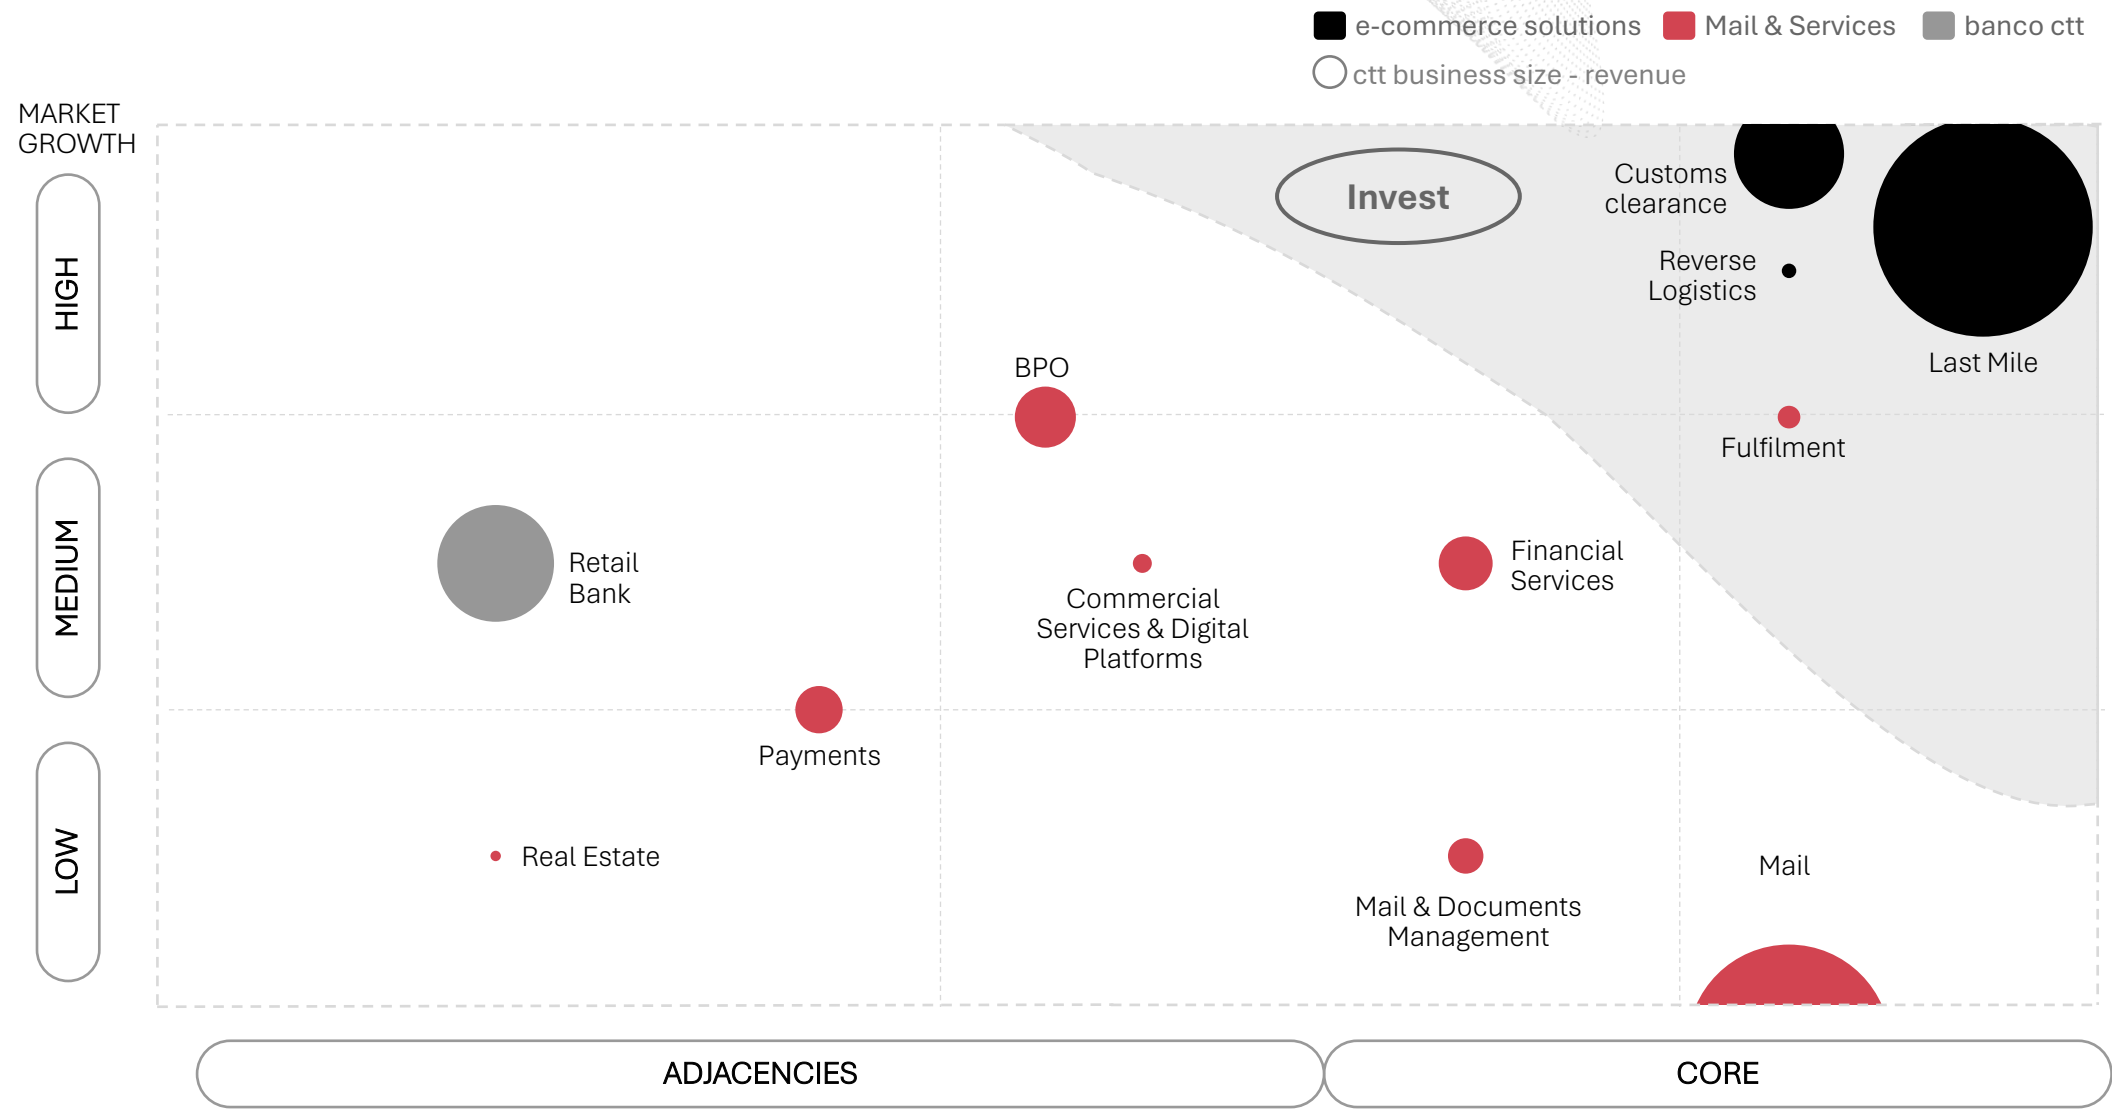 e-commerce solutions Mail & Services banco ctt
ctt business size - revenue
MARKET
GROWTH
HIGH
MEDIUM
LOW
Invest
Customs
clearance
Reverse
Logistics
Last Mile
BPO
Fulfilment
Retail
Bank
Commercial
Services & Digital
Platforms
Financial
Services
Payments
Real Estate
Mail & Documents
Management
Mail
ADJACENCIES
CORE